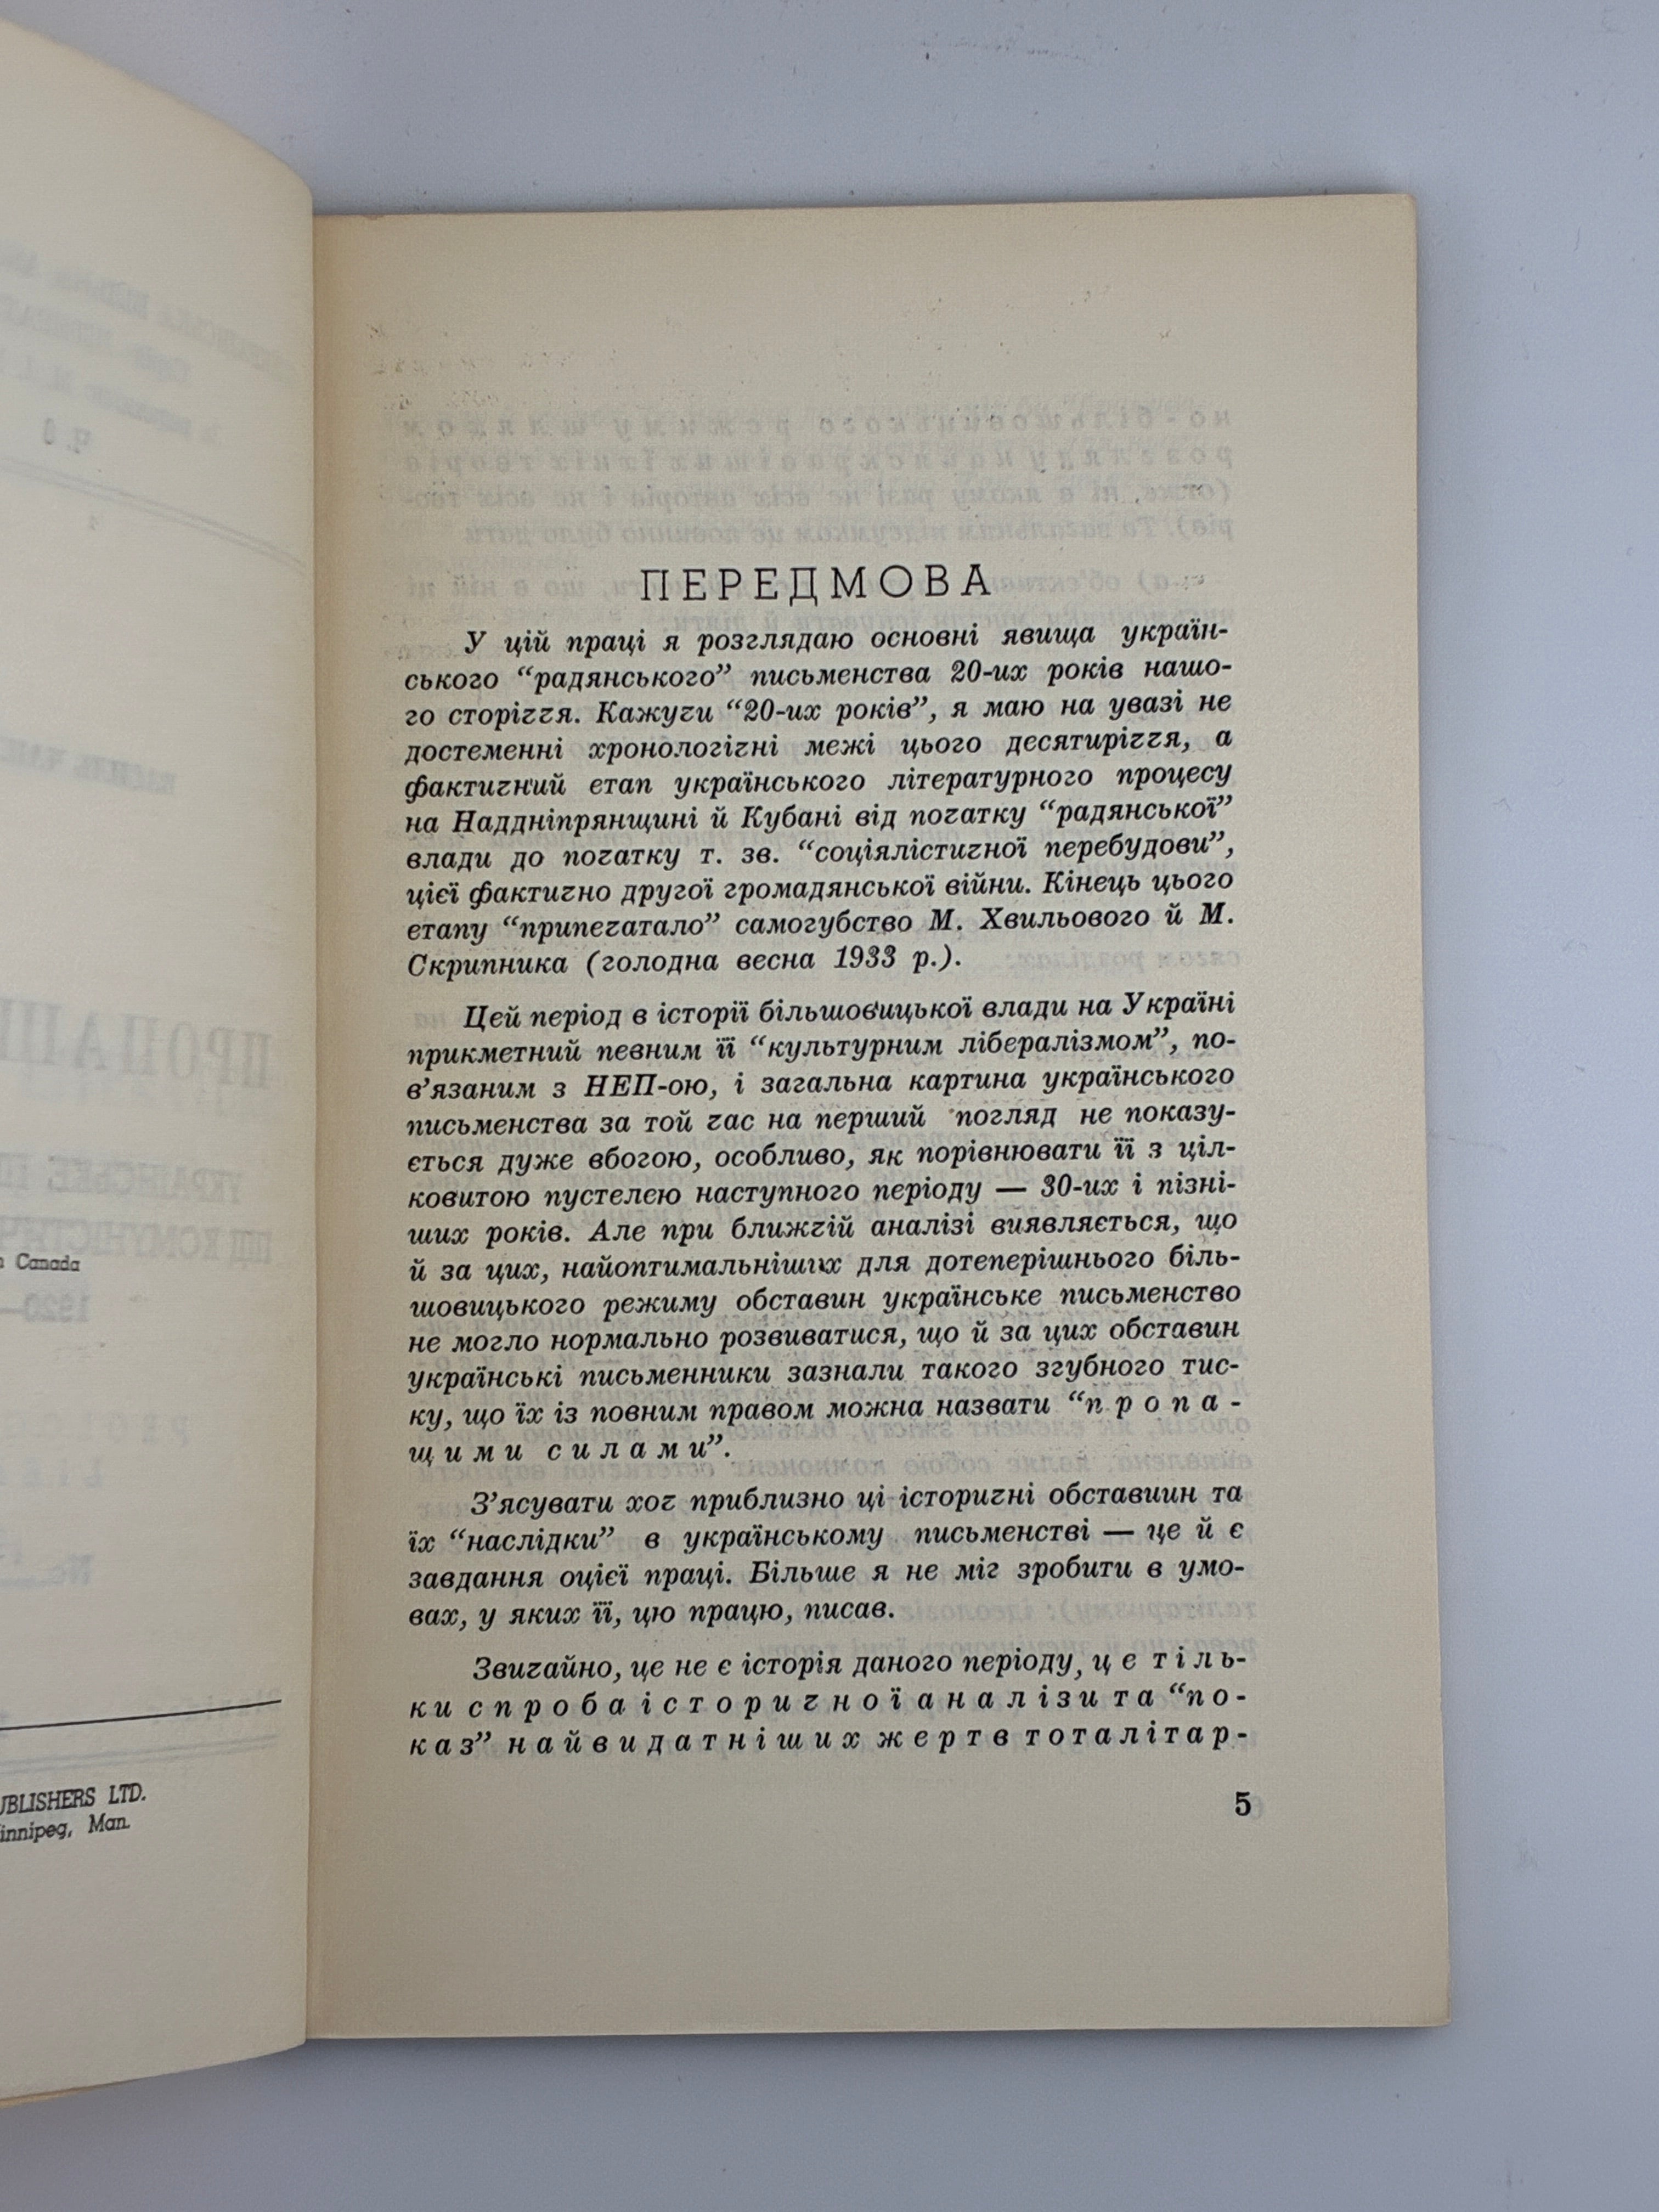 ПЕРЕДМОВА
У цій праці я розглядаю основні явища україн-
ського “радянського” письменства 20-их років нашо-
го сторіччя. Кажучи “20-их років”, я маю на увазі не
достеменні хронологічні межі цього десятиріччя, а
фактичний етап українського літературного процесу
на Наддніпрянщині й Кубані від початку “радянської”
влади до початку т. зв. “соціялістичної перебудови”,
цієї фактично другої громадянської війни. Кінець цього
етапу “припечатало” самогубство М. Хвильового й М.
Скрипника (голодна весна 1933 р.).
Цей період в історії більшовицької влади на Україні
прикметний певним її “культурним лібералізмом”, по-
в’язаним з НЕП-ою, і загальна картина українського
письменства за той час на перший погляд не показу-
ється дуже вбогою, особливо, як порівнювати її з ціл-
ковитою пустелею наступного періоду — 30-их і пізні-
ших років. Але при ближчій аналізі виявляється, що
й за цих, найоптимальніших для дотеперішнього біль-
шовицького режиму обставин українське письменство
не могло нормально розвиватися, що й за цих обставин
українські письменники зазнали такого згубного тис-
ку, що їх із повним правом можна назвати “п р о п а -
щ и м и с и л а м и”.
З’ясувати хоч приблизно ці історичні обставиин та
їх “наслідки” в українському письменстві — це й є
завдання оцієї праці. Більше я не міг зробити в умо-
вах, у яких її, цю працю, писав.
Звичайно, це не є історія даного періоду, ц е т і л ь-
к и с п р о б а і с т о р и ч н о ї а н а л і з и т а “п о -
к а з” н а й в и д а т н і ш и х ж е р т в т о т а л і т а р -
5
Canada
PUBLISHERS LTD.
Winnipeg, Man.